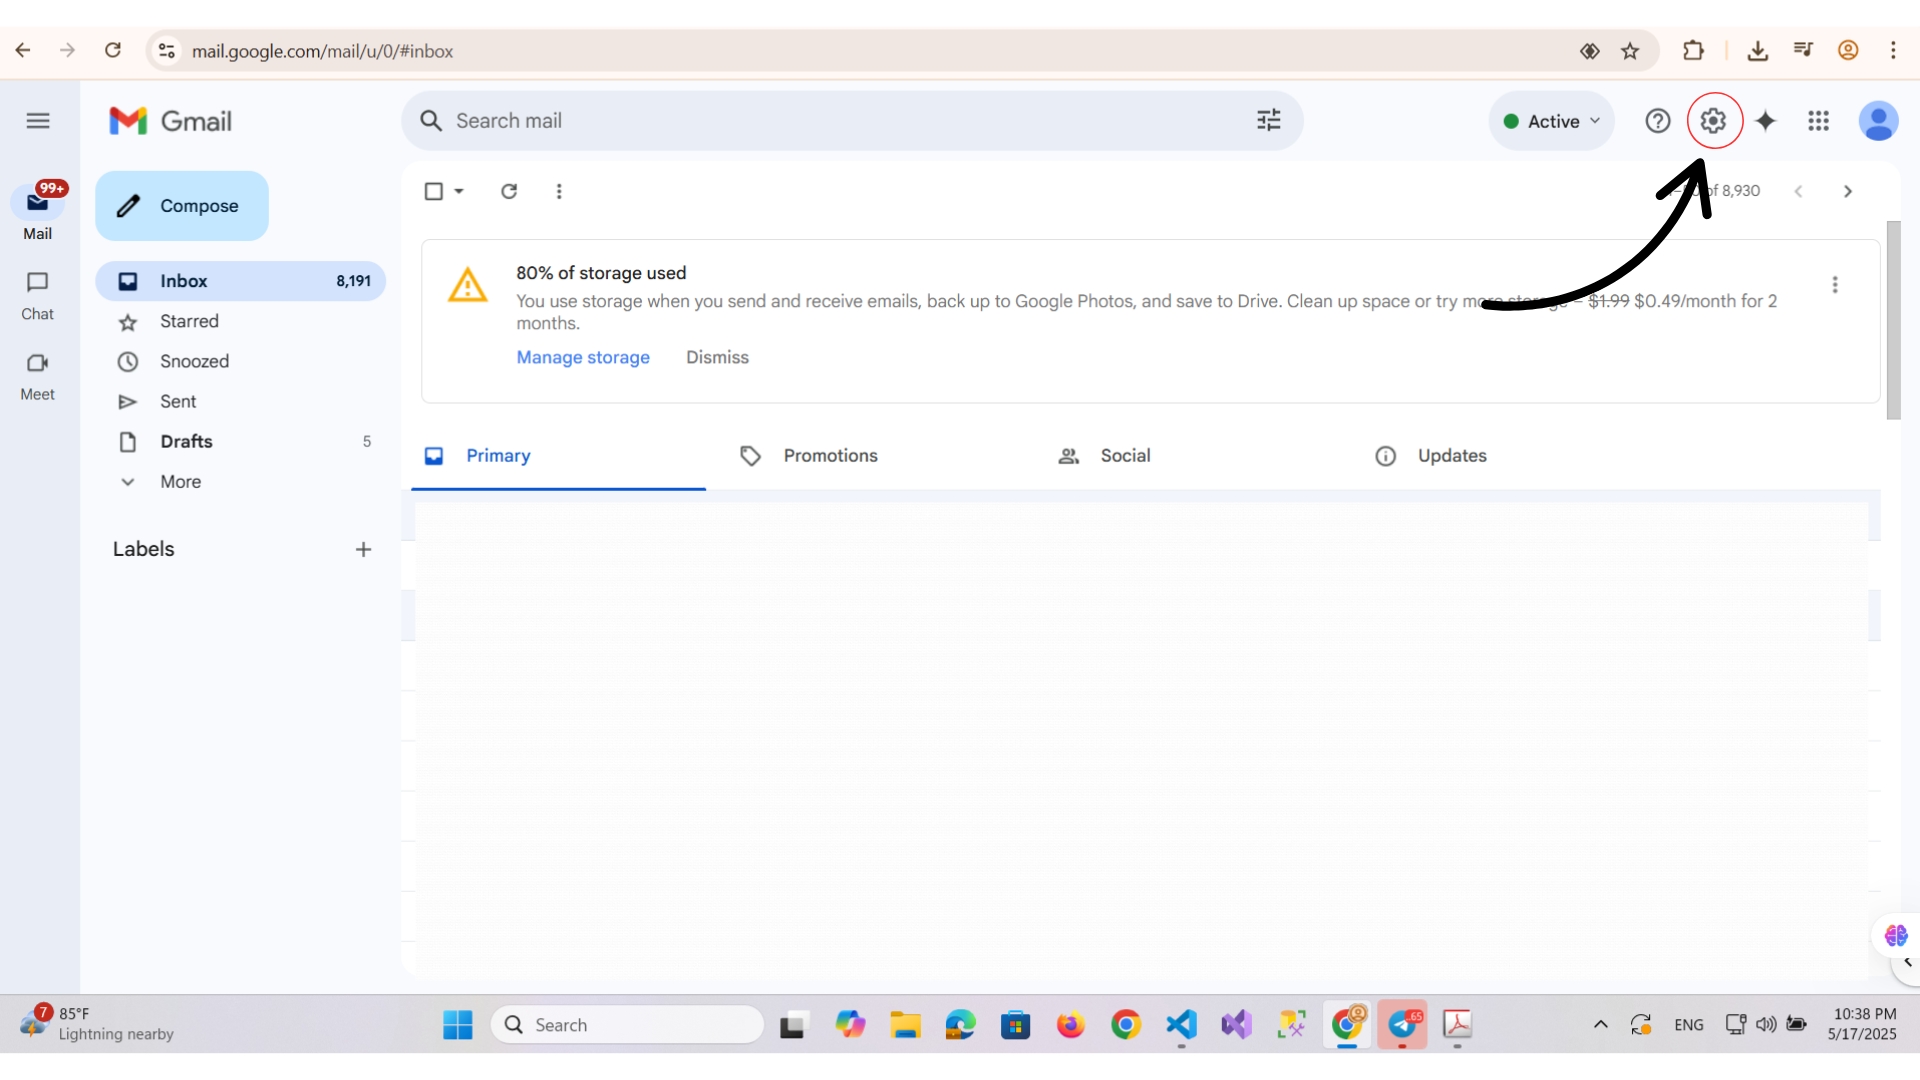 mail.google.com/mail/u/0/#inbox
Gmail
Search mail
Active
99+
Mail
Compose
of 8,930
Chat
Meet
Inbox 8,191
Starred
Snoozed
Sent
Drafts 5
More
Labels
80% of storage used
You use storage when you send and receive emails, back up to Google Photos, and save to Drive. Clean up space or try more storage – $1.99 $0.49/month for 2
months.
Manage storage Dismiss
Primary Promotions Social Updates
7
85°F
Lightning nearby
Search
65
ENG
10:38 PM
5/17/2025